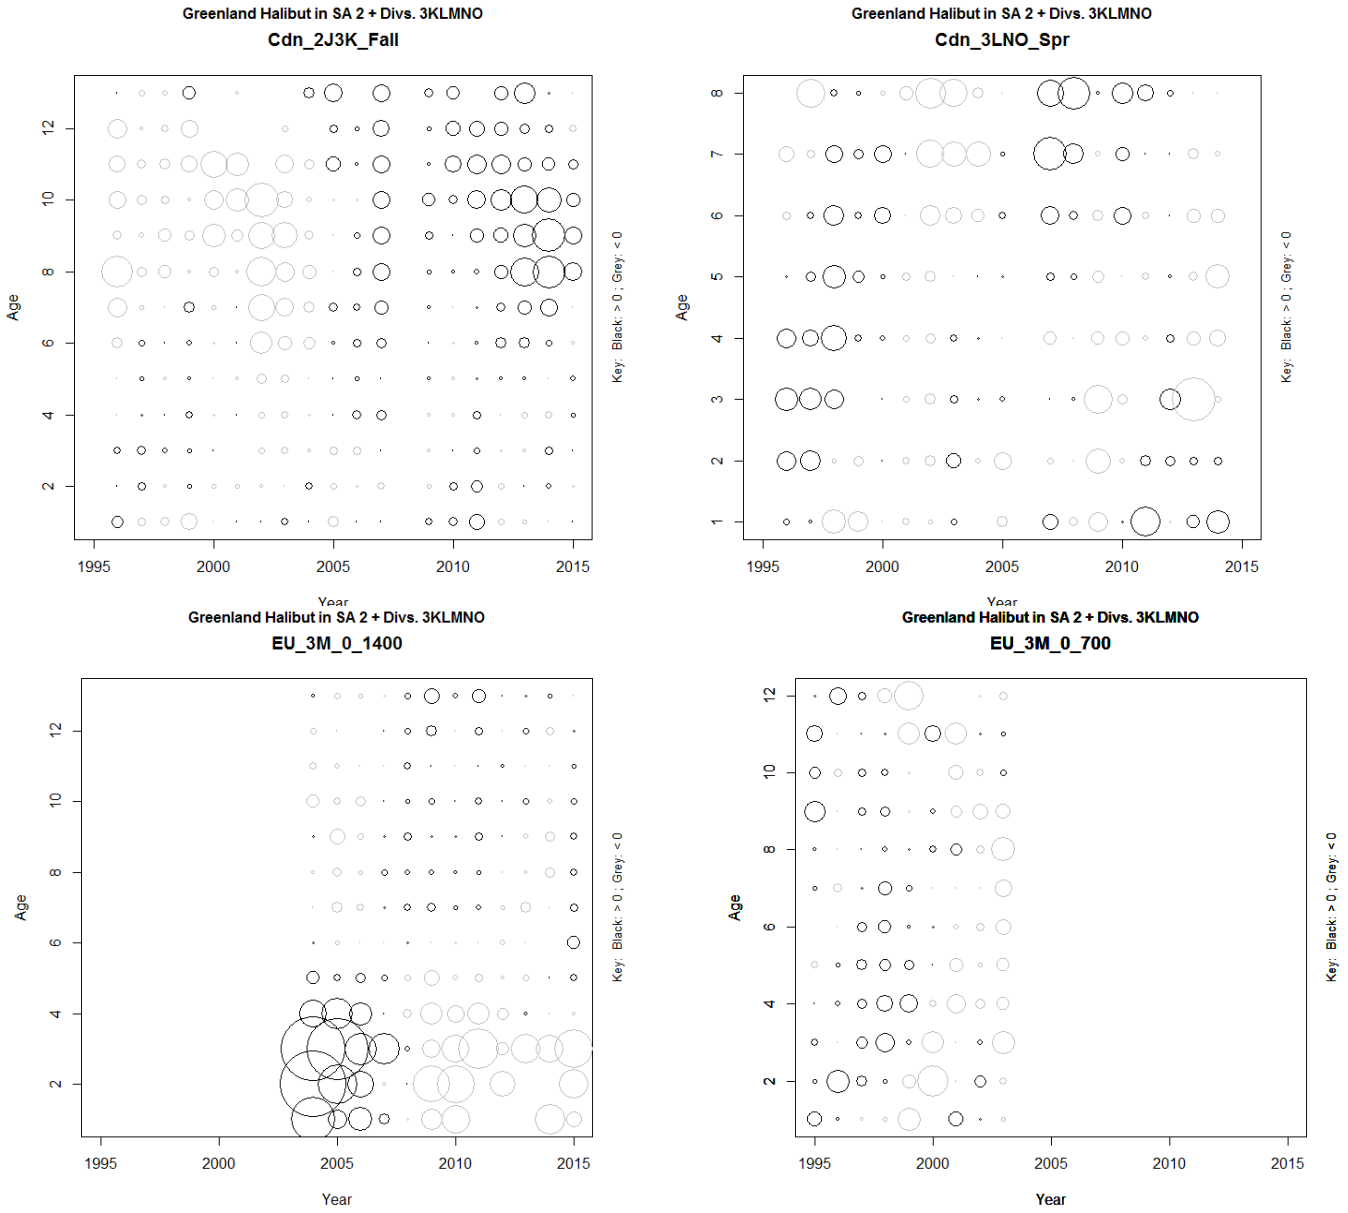 Greenland Halibut in SA 2 + Divs. 3KLMNO
Cdn_2J3K_Fall
Age
12
10
8
6
4
2
1995 2000 2005 2010 2015
Year
Key: Black: > 0 ; Grey: < 0
Greenland Halibut in SA 2 + Divs. 3KLMNO
Cdn_3LNO_Spr
Age
8
7
6
5
4
3
2
1
1995 2000 2005 2010 2015
Year
Key: Black: > 0 ; Grey: < 0
Greenland Halibut in SA 2 + Divs. 3KLMNO
EU_3M_0_1400
Age
12
10
8
6
4
2
1995 2000 2005 2010 2015
Year
Key: Black: > 0 ; Grey: < 0
Greenland Halibut in SA 2 + Divs. 3KLMNO
EU_3M_0_700
Age
12
10
8
6
4
2
1995 2000 2005 2010 2015
Year
Key: Black: > 0 ; Grey: < 0